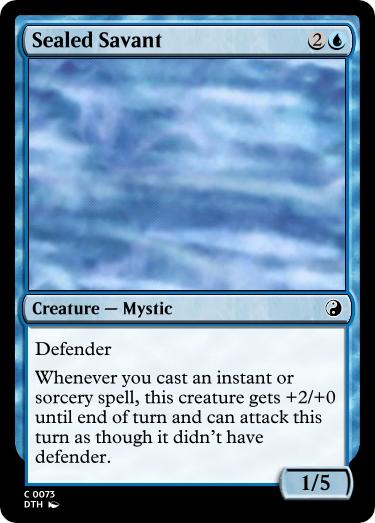 Sealed Savant 2
Creature — Mystic
Defender
Whenever you cast an instant or
sorcery spell, this creature gets +2/+0
until end of turn and can attack this
turn as though it didn't have
defender.
1/5
C 0073
DTH